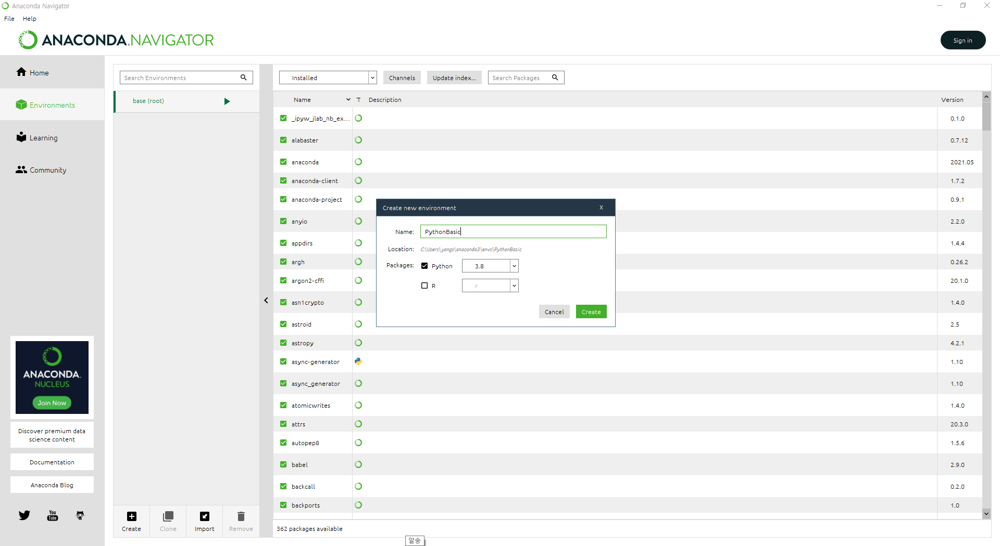 Anaconda Navigator
File Help
ANACONDA.NAVIGATOR
Sign in
Home
Environments
Learning
Community
ANACONDA.
NUCLEUS
Join Now
Discover premium data
science content
Documentation
Anaconda Blog
You
Tube
Search Environments
base (root)
Create
Clone
Import
Remove
Installed
Channels
Update index...
Search Packages
Name T Description Version
_ipyw_jlab_nb_ex... 0.1.0
alabaster 0.7.12
anaconda 2021.05
anaconda-client 1.7.2
anaconda-project 0.9.1
anyio 2.2.0
appdirs 1.4.4
argh 0.26.2
argon2-cffi 20.1.0
asn1crypto 1.4.0
astroid 2.5
astropy 4.2.1
async-generator 1.10
async_generator 1.10
atomicwrites 1.4.0
attrs 20.3.0
autopep8 1.5.6
babel 2.9.0
backcall 0.2.0
backports 1.0
362 packages available
Create new environment X
Name: PythonBasic
Location: C:\Users\yangs\anaconda3\envs\PythonBasic
Packages: Python 3.8
R r
Cancel Create
알송